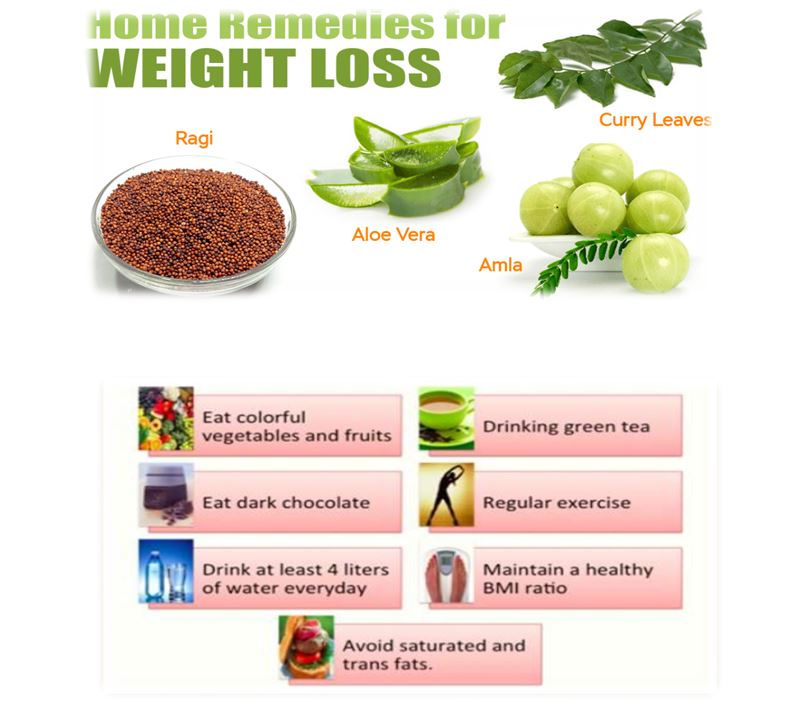 Home Remedies for
WEIGHT LOSS
Curry Leaves
Ragi
Aloe Vera
Amla
Eat colorful
vegetables and fruits
Drinking green tea
Eat dark chocolate
Regular exercise
Drink at least 4 liters
of water everyday
Maintain a healthy
BMI ratio
Avoid saturated and
trans fats.